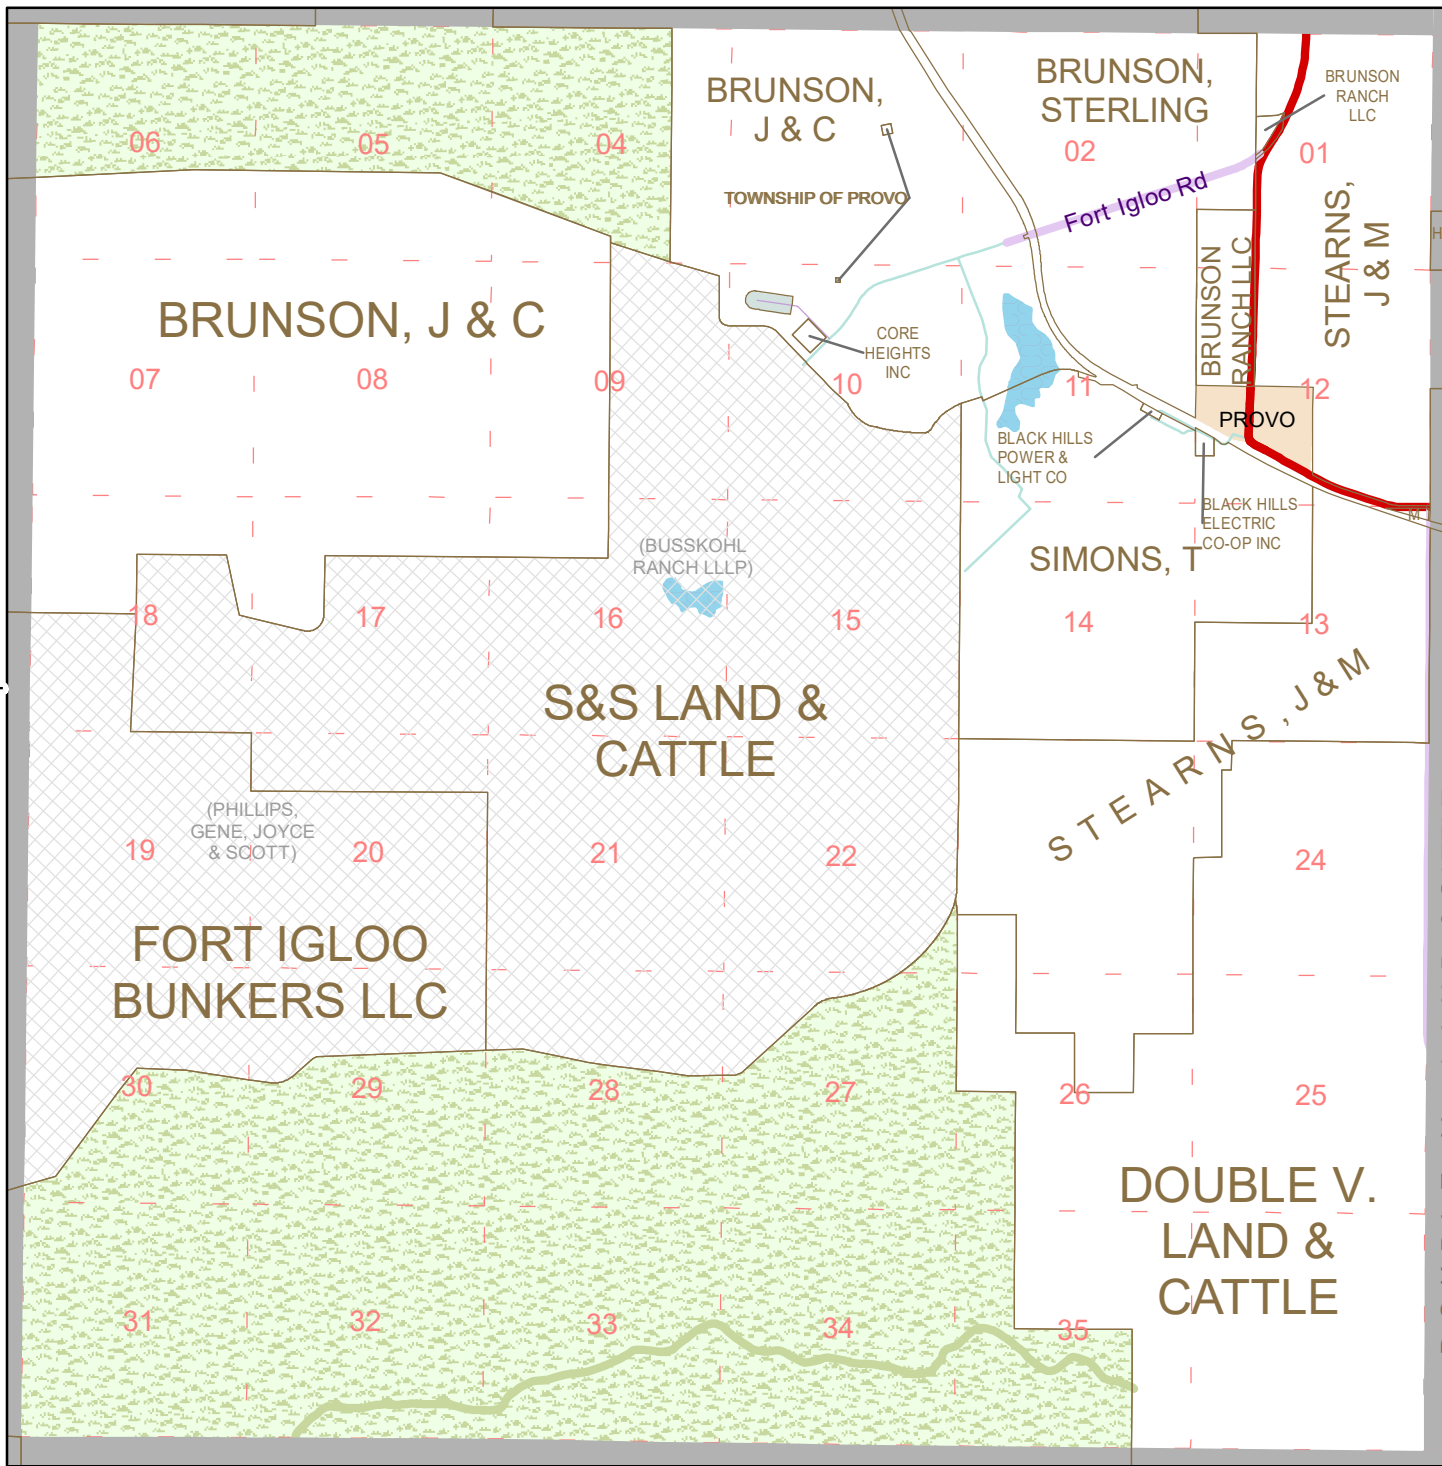 BRUNSON,
J & C
BRUNSON,
STERLING
BRUNSON
RANCH
LLC
06
05
04
02
01
TOWNSHIP OF PROVO
Fort Igloo Rd
STEARNS,
J & M
BRUNSON
RANCH LLC
H
BRUNSON, J & C
CORE
HEIGHTS
INC
07
08
09
10
11
12
PROVO
BLACK HILLS
POWER &
LIGHT CO
BLACK HILLS
ELECTRIC
CO-OP INC
M
(BUSSKOHL
RANCH LLLP)
SIMONS, T
18
17
16
15
14
13
S&S LAND &
CATTLE
STEARNS, J & M
(PHILLIPS,
GENE, JOYCE
& SCOTT)
19
20
21
22
24
FORT IGLOO
BUNKERS LLC
30
29
28
27
26
25
DOUBLE V.
LAND &
CATTLE
31
32
33
34
35